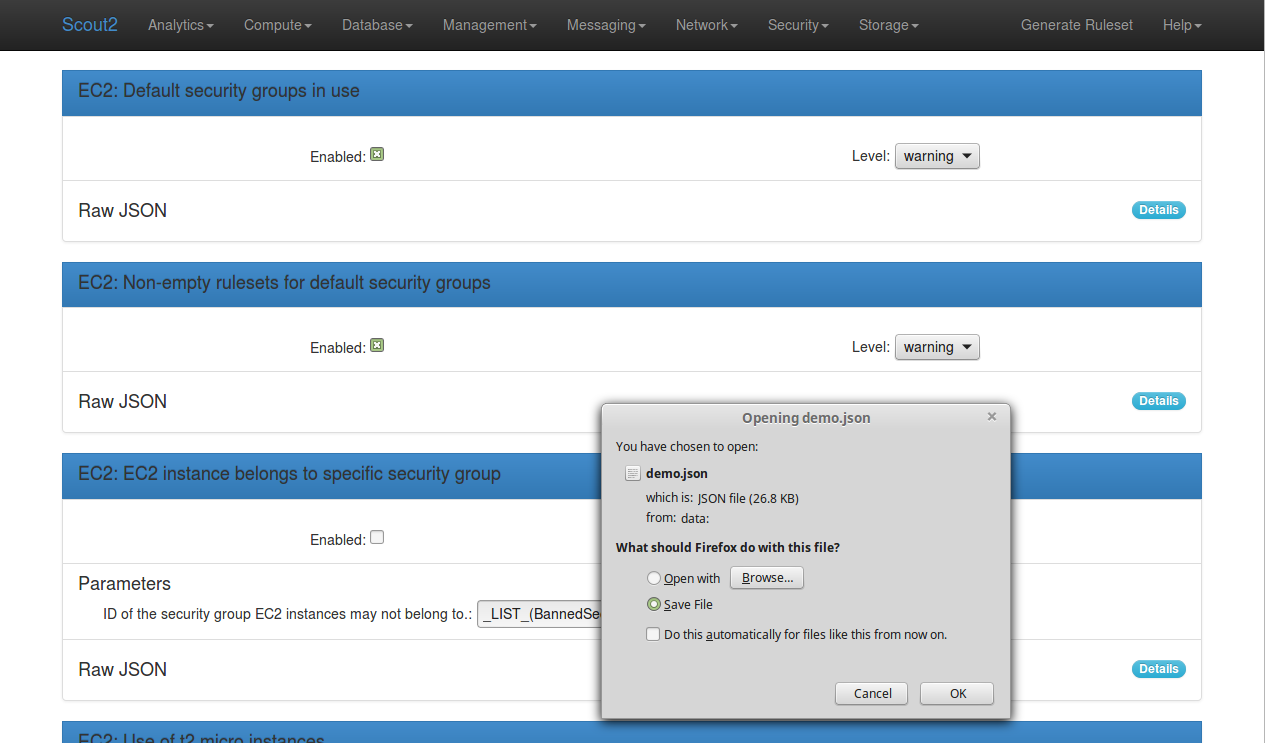 Scout2 Analytics Compute Database Management Messaging Network Security Storage Generate Ruleset Help
EC2: Default security groups in use
Enabled: Level: warning
Raw JSON Details
EC2: Non-empty rulesets for default security groups
Enabled: Level: warning
Raw JSON Details
EC2: EC2 instance belongs to specific security group
Enabled:
Parameters
ID of the security group EC2 instances may not belong to.: _LIST_(BannedSe
Raw JSON Details
EC2: Use of t2 micro instances
Opening demo.json
You have chosen to open:
demo.json
which is: JSON file (26.8 KB)
from: data:
What should Firefox do with this file?
Open with Browse...
Save File
Do this automatically for files like this from now on.
Cancel OK